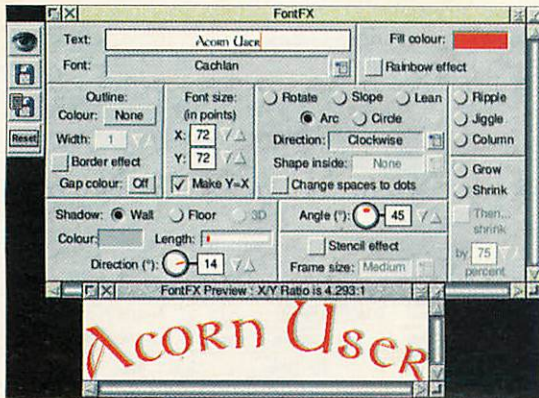 FontFX
Text: Acorn User
Fill colour:
Font: Cachlan
Rainbow effect
Reset
Outline:
Colour: None
Width: 1
Border effect
Gap colour: Off
Font size:
(in points)
X: 72
Y: 72
Make Y=X
Rotate Slope Lean
Arc Circle
Direction: Clockwise
Shape inside: None
Change spaces to dots
Ripple
Jiggle
Column
Grow
Shrink
Then...
shrink
by 75
percent
Shadow: Wall Floor 3D
Colour: Length:
Direction (°): 14
Angle (°): 45
Stencil effect
Frame size: Medium
FontFX Preview : X/Y Ratio is 4.293:1
Acorn User